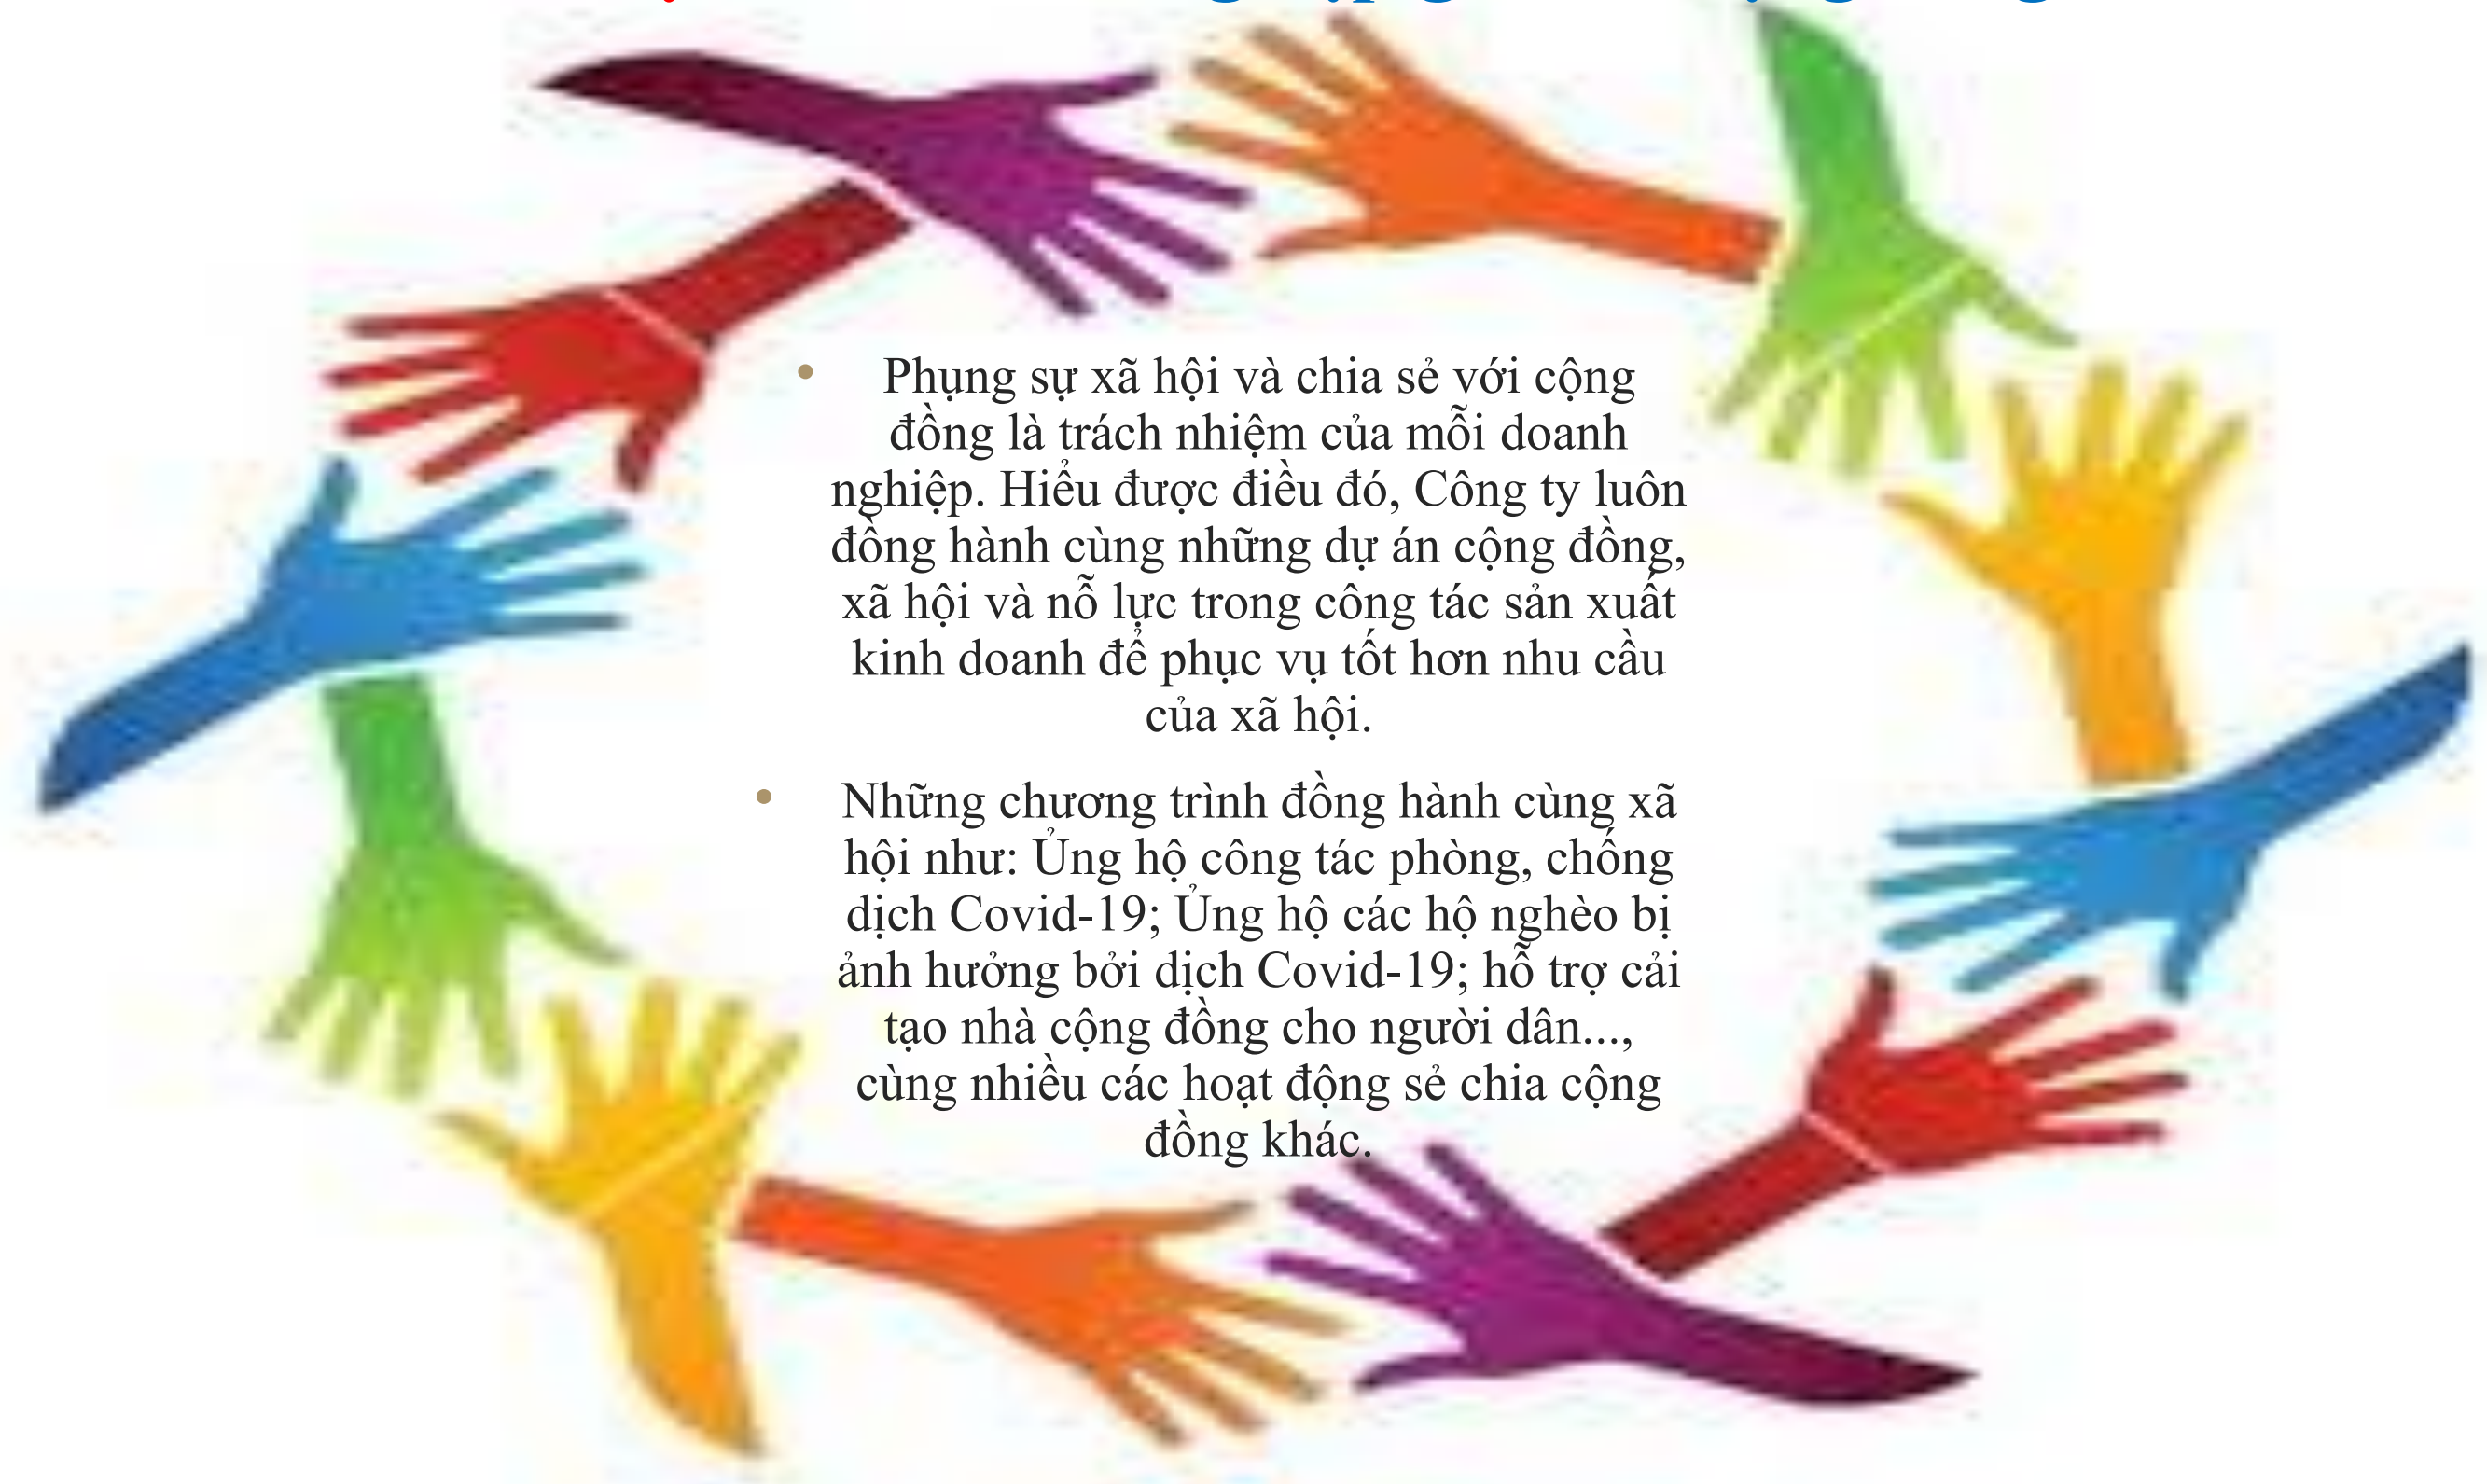 • Phụng sự xã hội và chia sẻ với cộng
đồng là trách nhiệm của mỗi doanh
nghiệp. Hiểu được điều đó, Công ty luôn
đồng hành cùng những dự án cộng đồng,
xã hội và nỗ lực trong công tác sản xuất
kinh doanh để phục vụ tốt hơn nhu cầu
của xã hội.
• Những chương trình đồng hành cùng xã
hội như: Ủng hộ công tác phòng, chống
dịch Covid-19; Ủng hộ các hộ nghèo bị
ảnh hưởng bởi dịch Covid-19; hỗ trợ cải
tạo nhà cộng đồng cho người dân...,
cùng nhiều các hoạt động sẻ chia cộng
đồng khác.